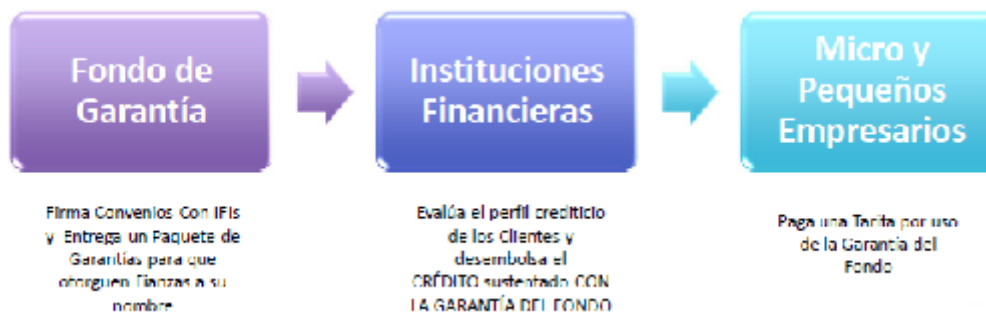 Fondo de
Garantía
Instituciones
Financieras
Micro y
Pequeños
Empresarios
Firma Convenios Con IFIs
y Entrega un Paquete de
Garantías para que
otorguen Fianzas a su
nombre
Evalúa el perfil crediticio
de los Clientes y
desembolsa el
CRÉDITO sustentado CON
LA GARANTÍA DEL FONDO
Paga una Tarifa por uso
de la Garantía del
Fondo